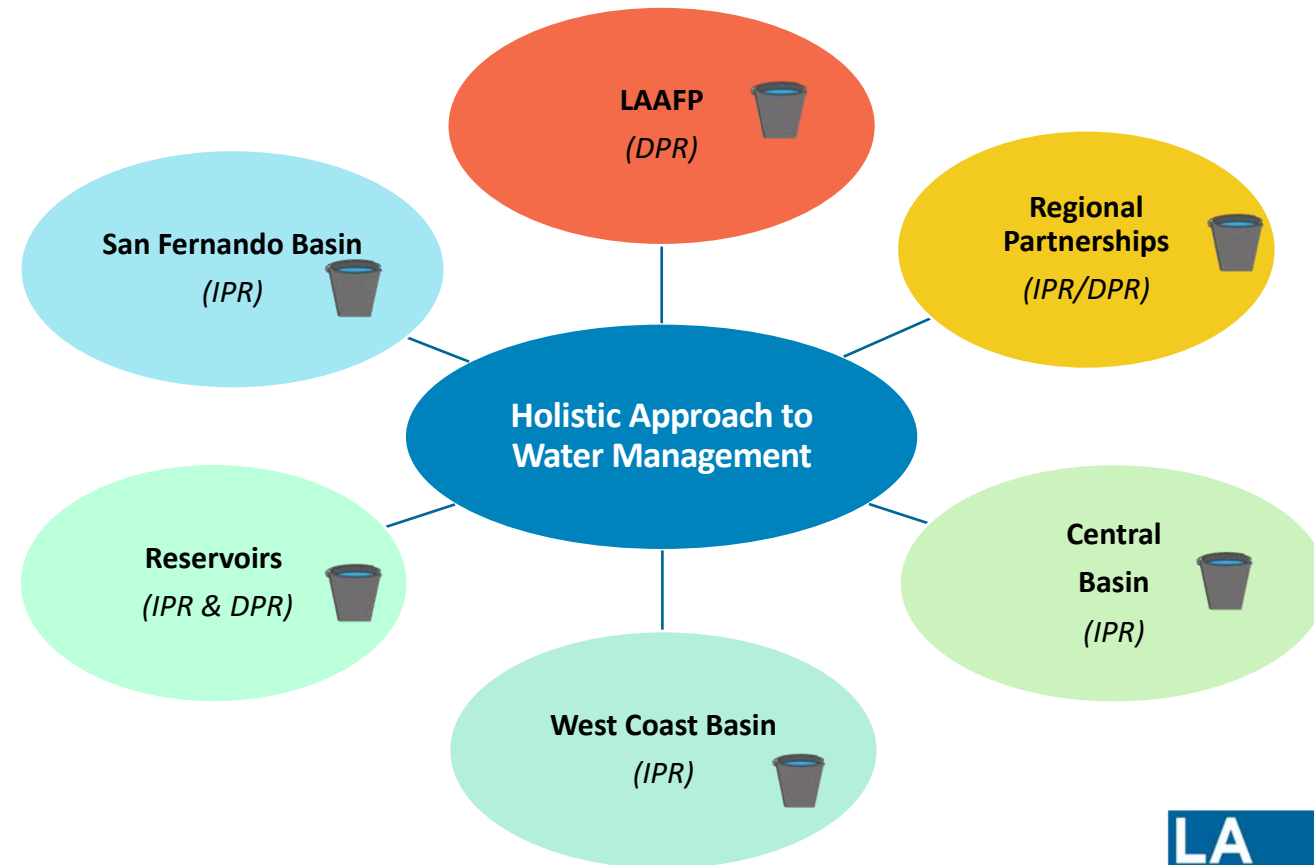 LAAFP
(DPR)
Regional
Partnerships
(IPR/DPR)
San Fernando Basin
(IPR)
Holistic Approach to
Water Management
Reservoirs
(IPR & DPR)
Central
Basin
(IPR)
West Coast Basin
(IPR)
LA